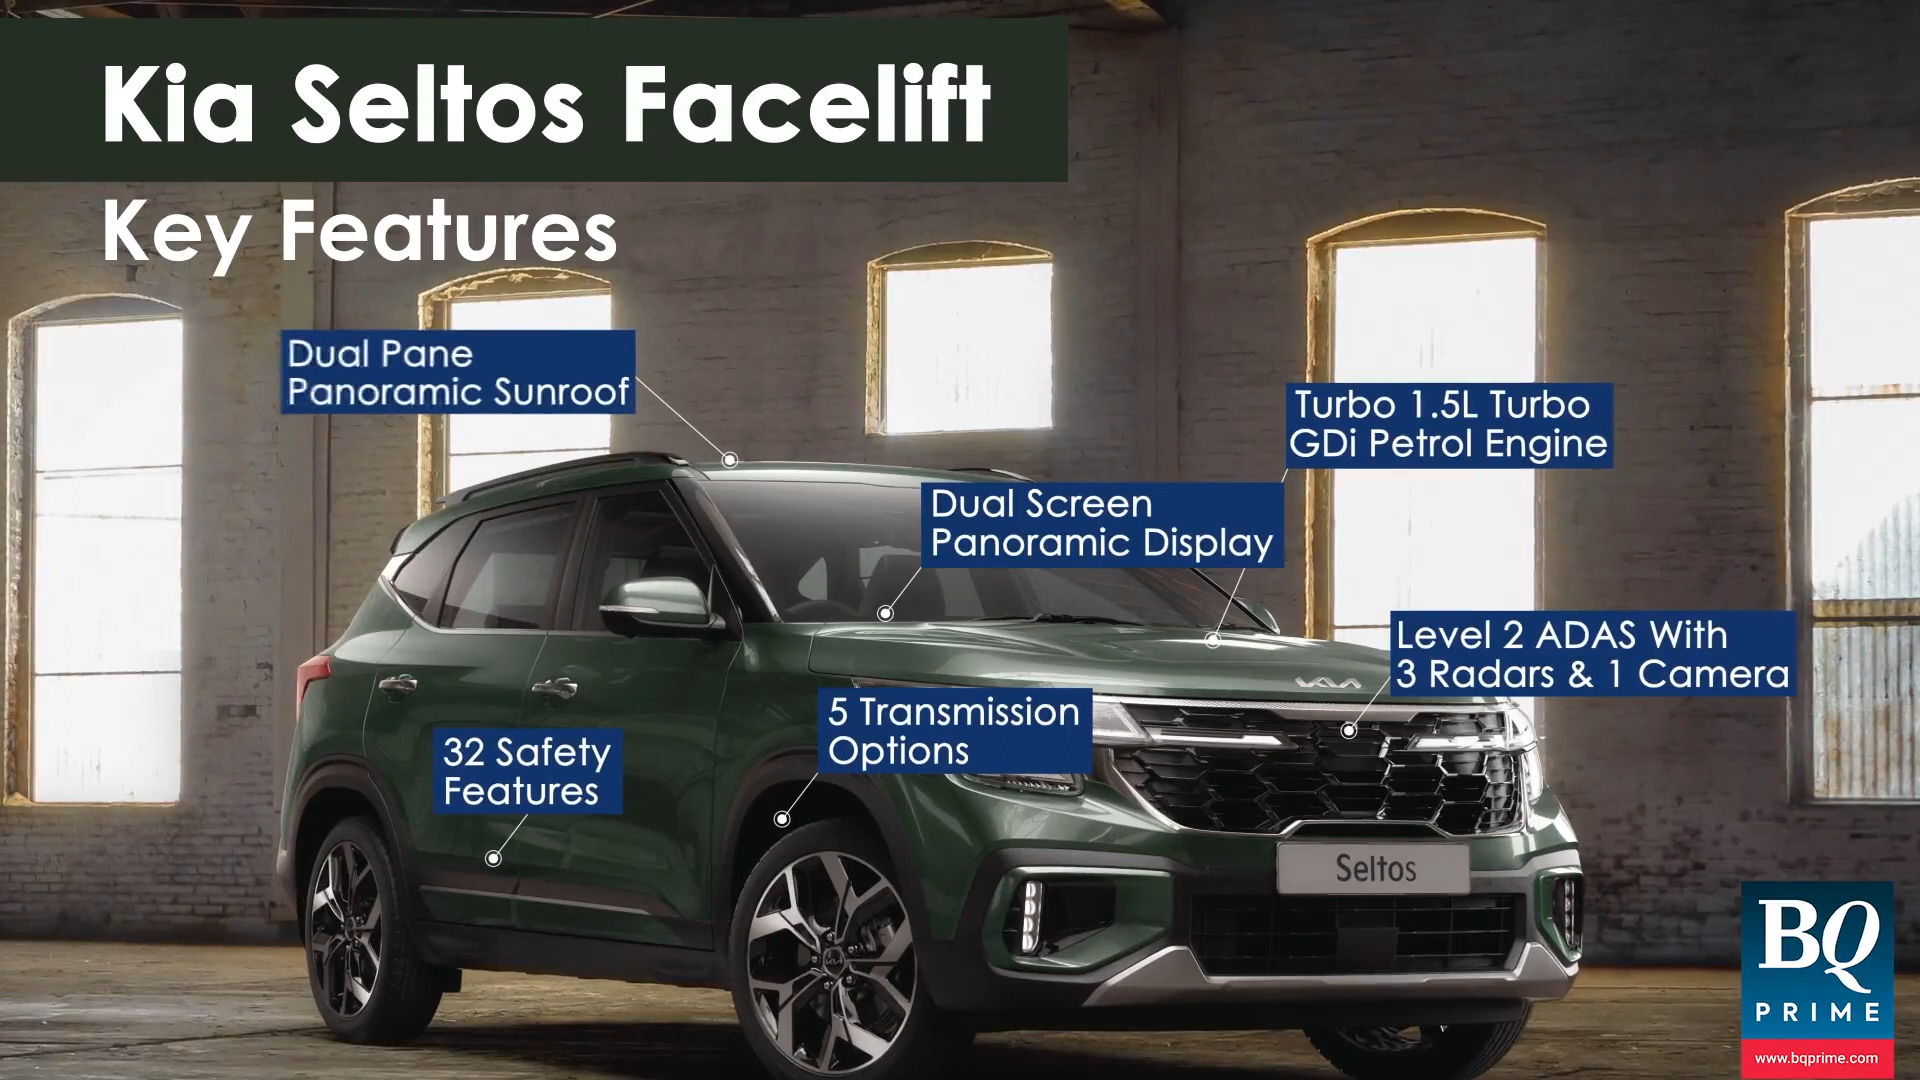 Kia Seltos Facelift
Key Features
Dual Pane
Panoramic Sunroof
Turbo 1.5L Turbo
GDi Petrol Engine
Dual Screen
Panoramic Display
Level 2 ADAS With
3 Radars & 1 Camera
5 Transmission
Options
32 Safety
Features
KIA
Seltos
BQ
PRIME
www.bqprime.com